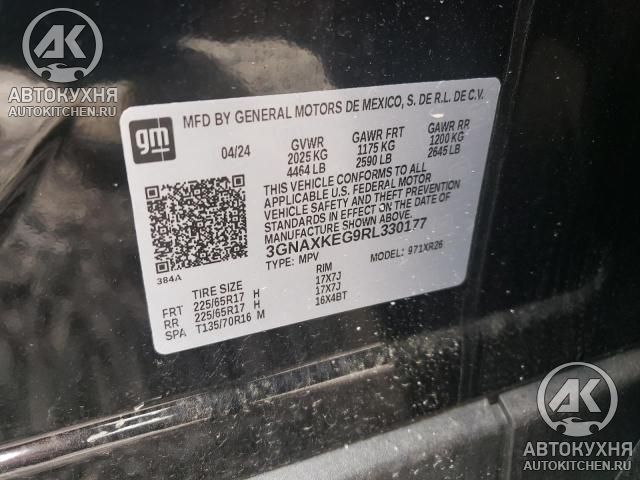 AK
АВТОКУХНЯ
AUTOKITCHEN.RU
gm
MFD BY GENERAL MOTORS DE MEXICO, S. DE R.L. DE C.V.
04/24 GVWR GAWR FRT GAWR RR
2025 KG 1175 KG 1200 KG
4464 LB 2590 LB 2645 LB
THIS VEHICLE CONFORMS TO ALL
APPLICABLE U.S. FEDERAL MOTOR
VEHICLE SAFETY AND THEFT PREVENTION
STANDARDS IN EFFECT ON THE DATE OF
MANUFACTURE SHOWN ABOVE.
3GNAXKEG9RL330177
TYPE: MPV MODEL: 971XR26
384A
TIRE SIZE RIM
FRT 225/65R17 H 17X7J
RR 225/65R17 H 17X7J
SPA T135/70R16 M 16X4BT
AK
АВТОКУХНЯ
AUTOKITCHEN.RU